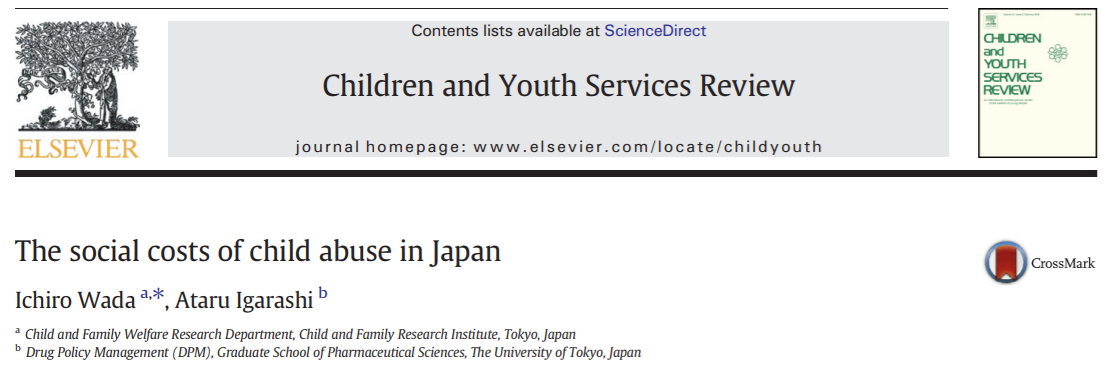 Contents lists available at ScienceDirect
Children and Youth Services Review
journal homepage: www.elsevier.com/locate/childyouth
ELSEVIER
CHILDREN
and
YOUTH
SERVICES
REVIEW
The social costs of child abuse in Japan
CrossMark
Ichiro Wada a,*, Ataru Igarashi b
a Child and Family Welfare Research Department, Child and Family Research Institute, Tokyo, Japan
b Drug Policy Management (DPM), Graduate School of Pharmaceutical Sciences, The University of Tokyo, Japan